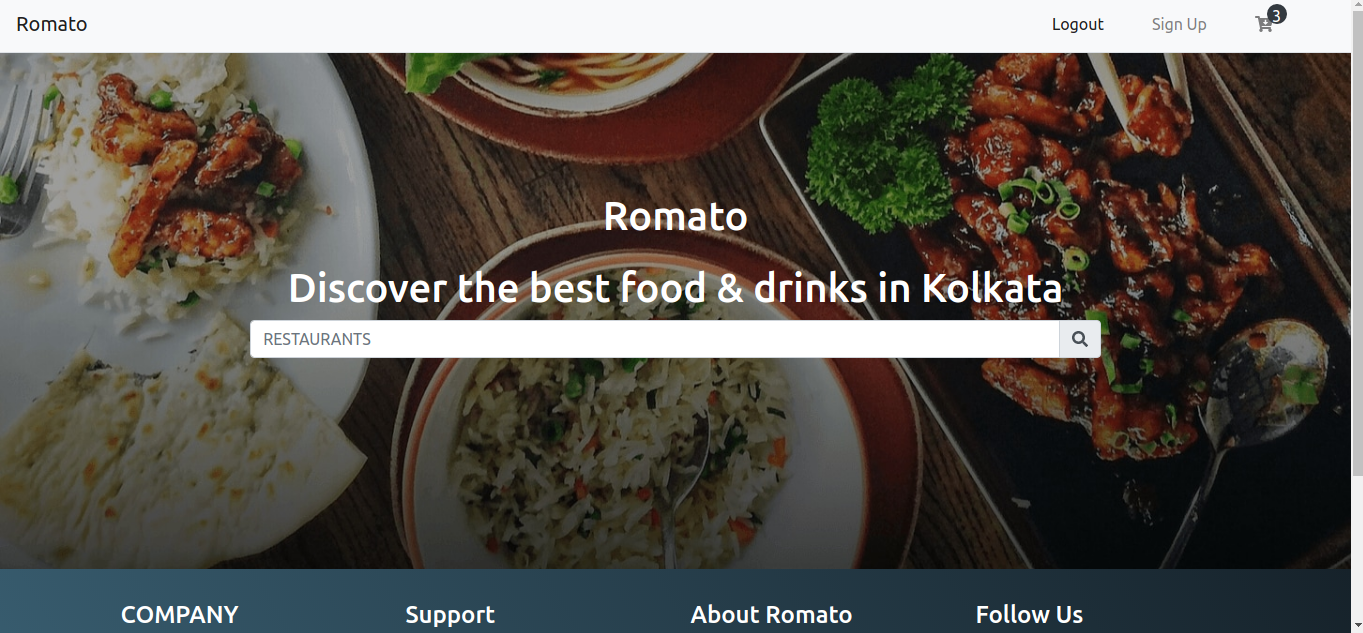 Romato
Logout
Sign Up
3
Romato
Discover the best food & drinks in Kolkata
RESTAURANTS
COMPANY
Support
About Romato
Follow Us